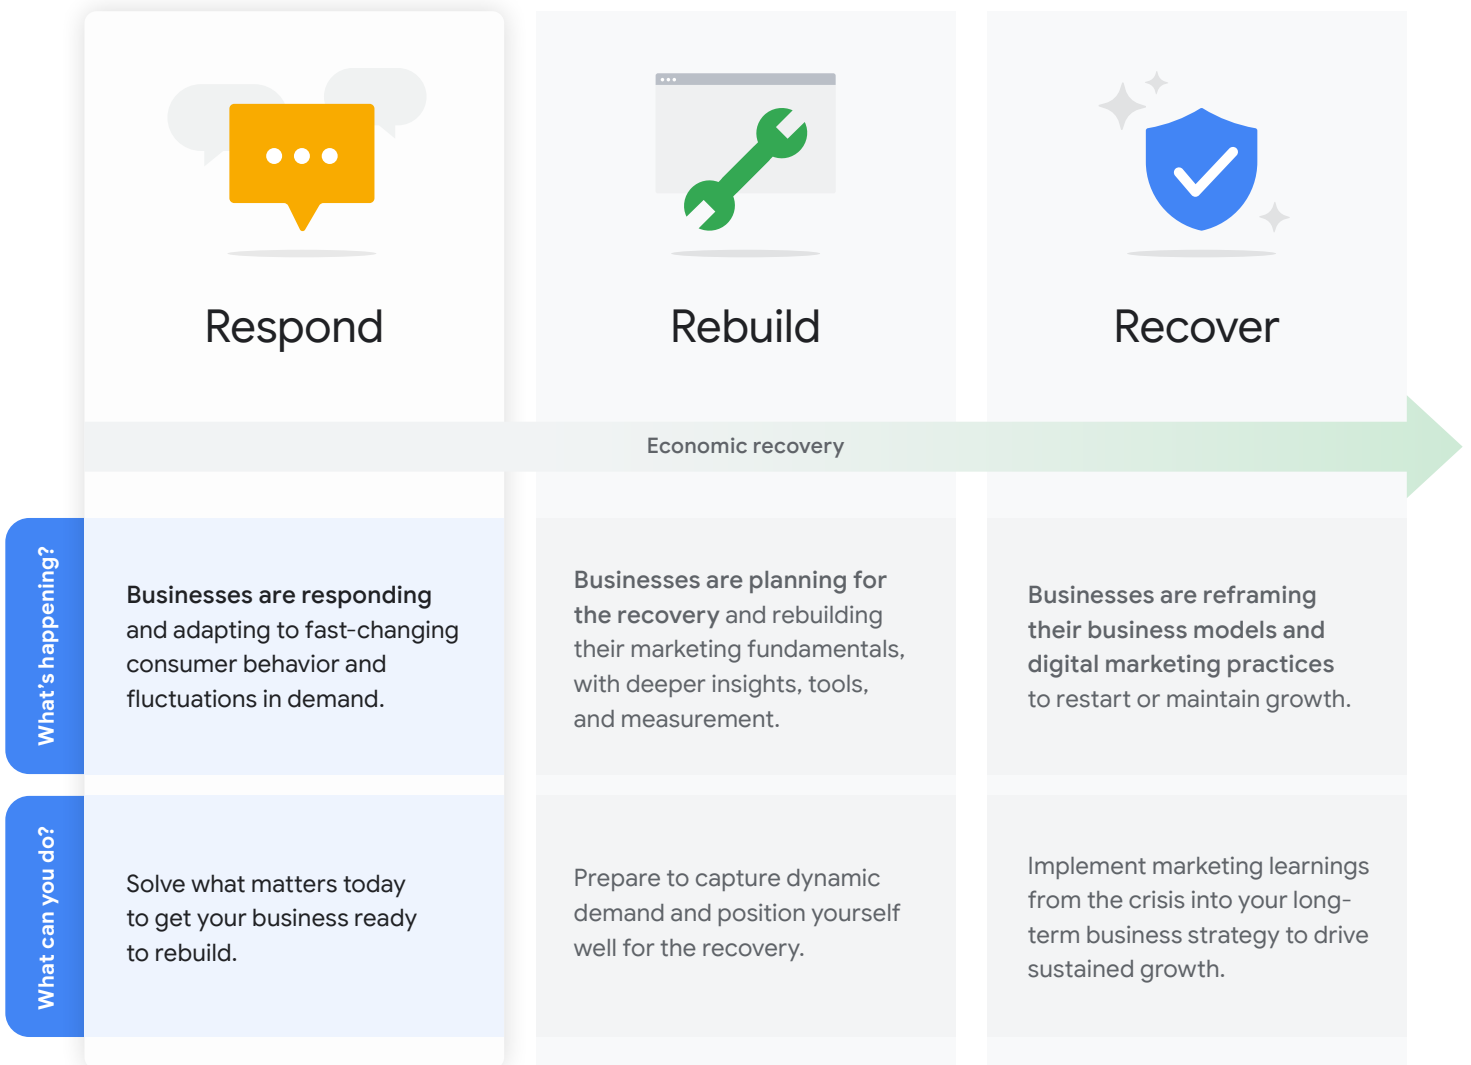 Respond
Rebuild
Recover
Economic recovery
What's happening?
Businesses are responding
and adapting to fast-changing
consumer behavior and
fluctuations in demand.
Businesses are planning for
the recovery and rebuilding
their marketing fundamentals,
with deeper insights, tools,
and measurement.
Businesses are reframing
their business models and
digital marketing practices
to restart or maintain growth.
What can you do?
Solve what matters today
to get your business ready
to rebuild.
Prepare to capture dynamic
demand and position yourself
well for the recovery.
Implement marketing learnings
from the crisis into your long-
term business strategy to drive
sustained growth.